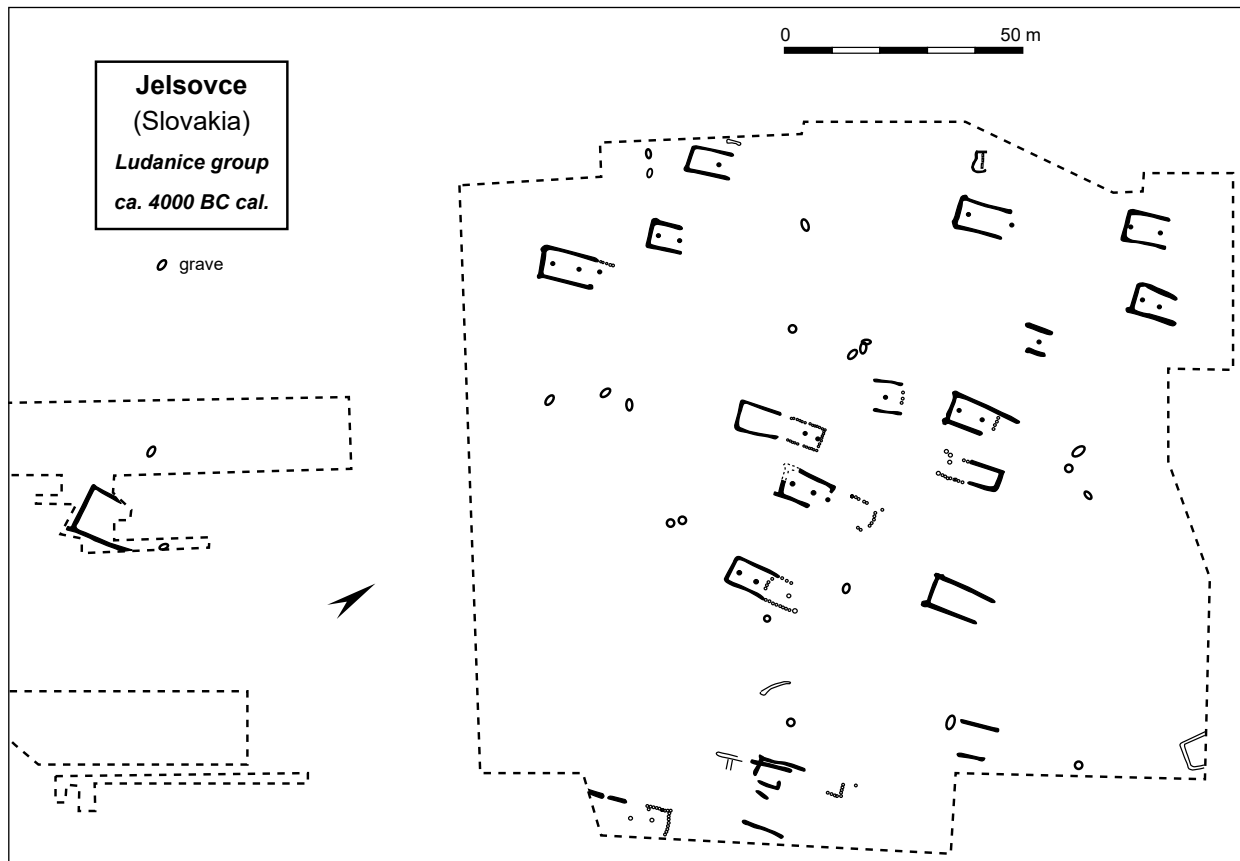 0 50 m
Jelsovce
(Slovakia)
Ludanice group
ca. 4000 BC cal.
grave